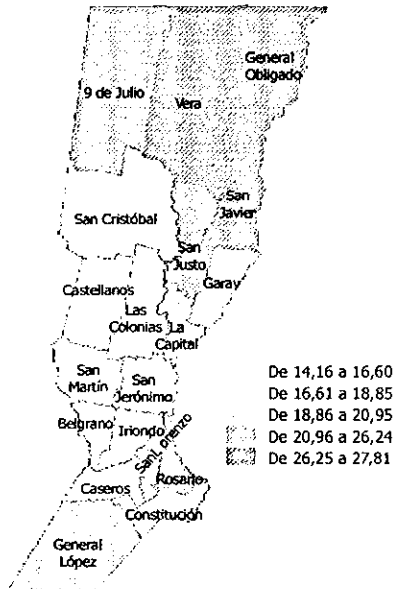 General
Obligado
9 de Julio
Vera
San
Javier
San Cristóbal
San
Justo
Garay
Castellanos
Las
Colonias
La
Capital
San
Martín
San
Jerónimo
Belgrano
Iriondo
San Lorenzo
Rosario
Caseros
Constitución
General
López
De 14,16 a 16,60
De 16,61 a 18,85
De 18,86 a 20,95
De 20,96 a 26,24
De 26,25 a 27,81